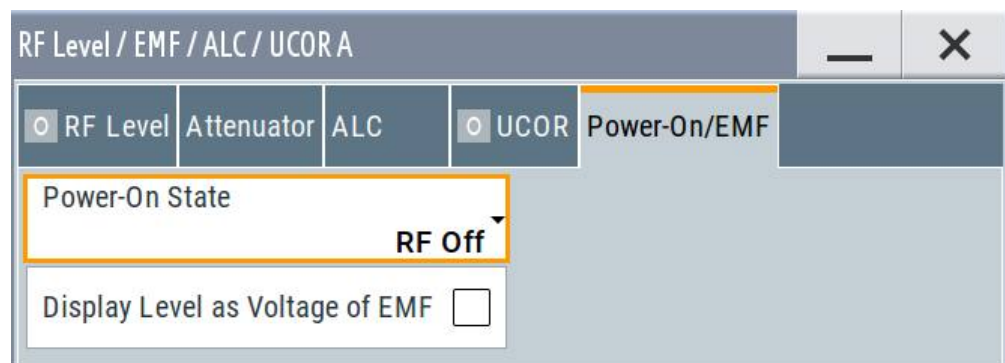 RF Level / EMF / ALC / UCOR A
O RF Level Attenuator ALC O UCOR Power-On/EMF
Power-On State
RF Off
Display Level as Voltage of EMF